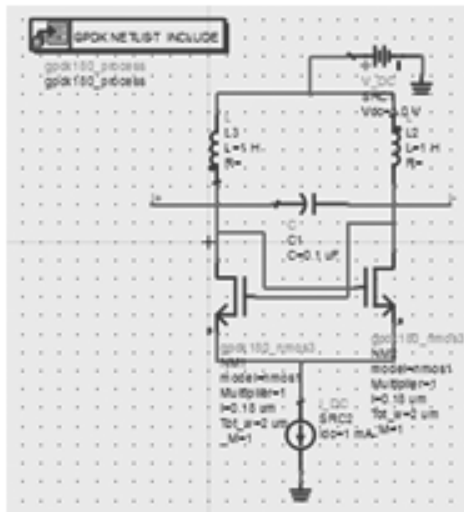 GPDK NETLIST INCLUDE
gpdk180_process
gpdk180_process
V_DC
SRC1
L
L3
L=1 H
R=
L2
L=1 H
R=
C
C1
C=0.1 uF
gpdk180_nmos3
NM1
model=nmos1
Multiplier=1
l=0.18 um
Tot_w=2 um
_M=1
gpdk180_nmos3
model=nmos1
Multiplier=1
l=0.18 um
Tot_w=2 um
_M=1
I_DC
SRC2
Idc=1 mA